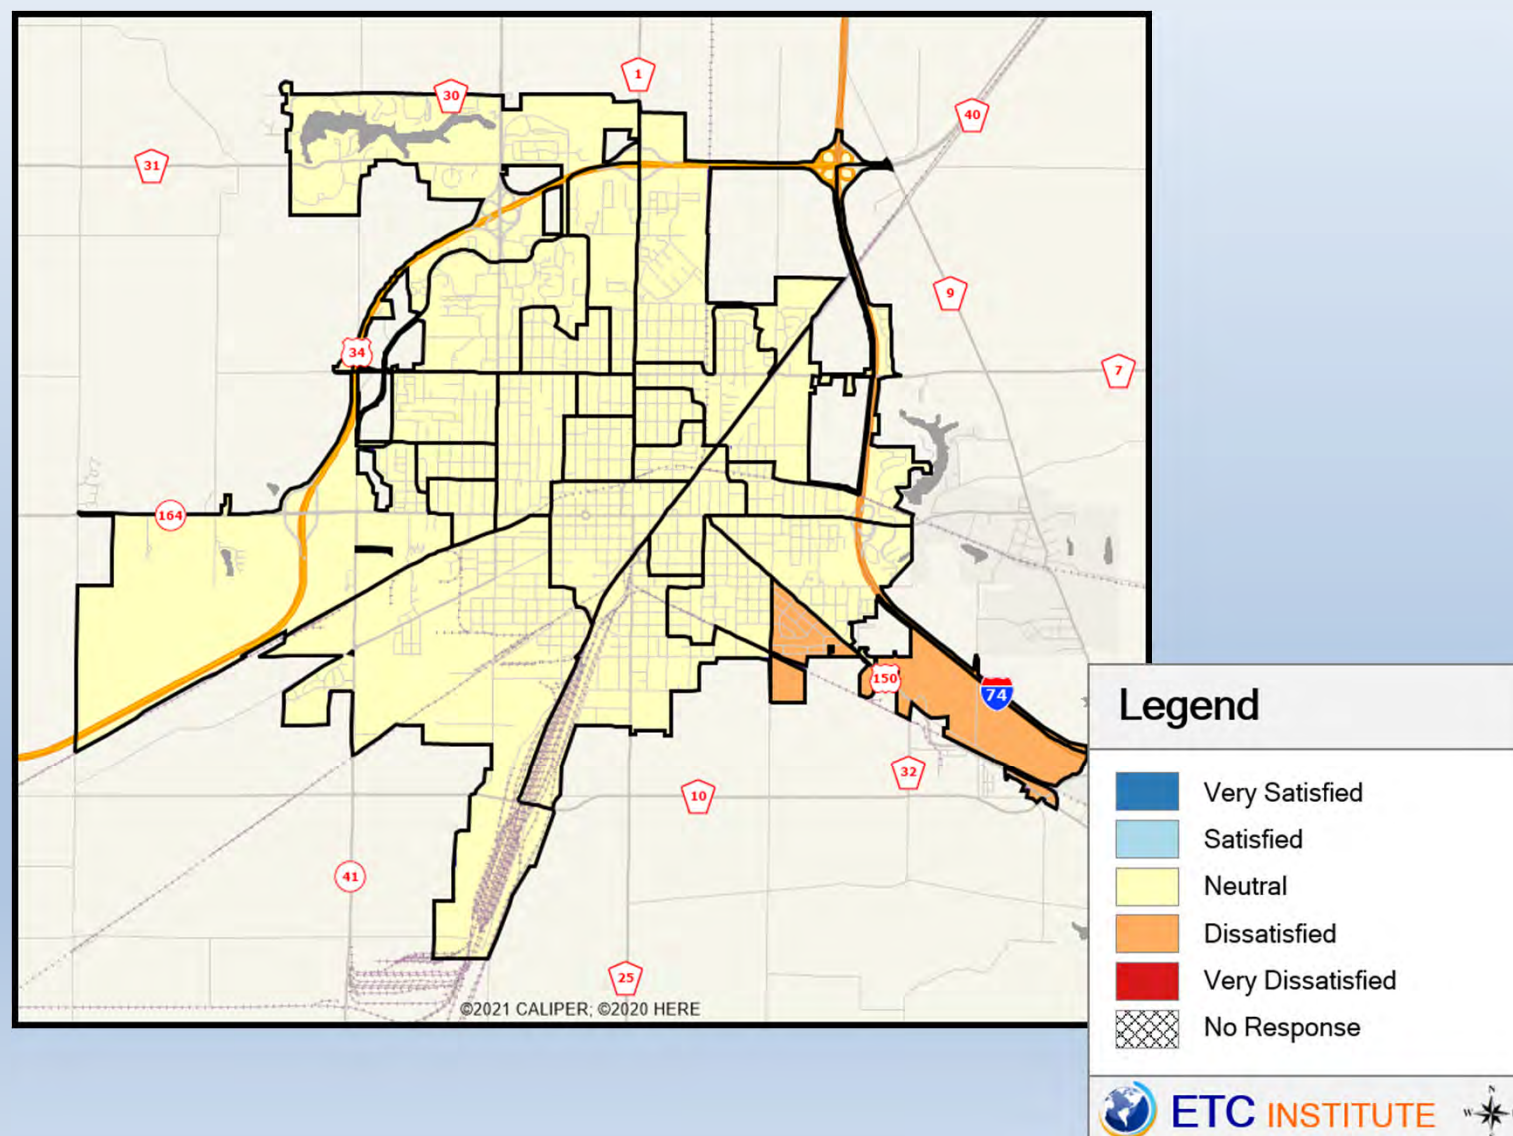 1
30
40
31
9
34
7
164
150
74
32
10
41
25
©2021 CALIPER; ©2020 HERE
Legend
Very Satisfied
Satisfied
Neutral
Dissatisfied
Very Dissatisfied
No Response
ETC INSTITUTE
N
W
S